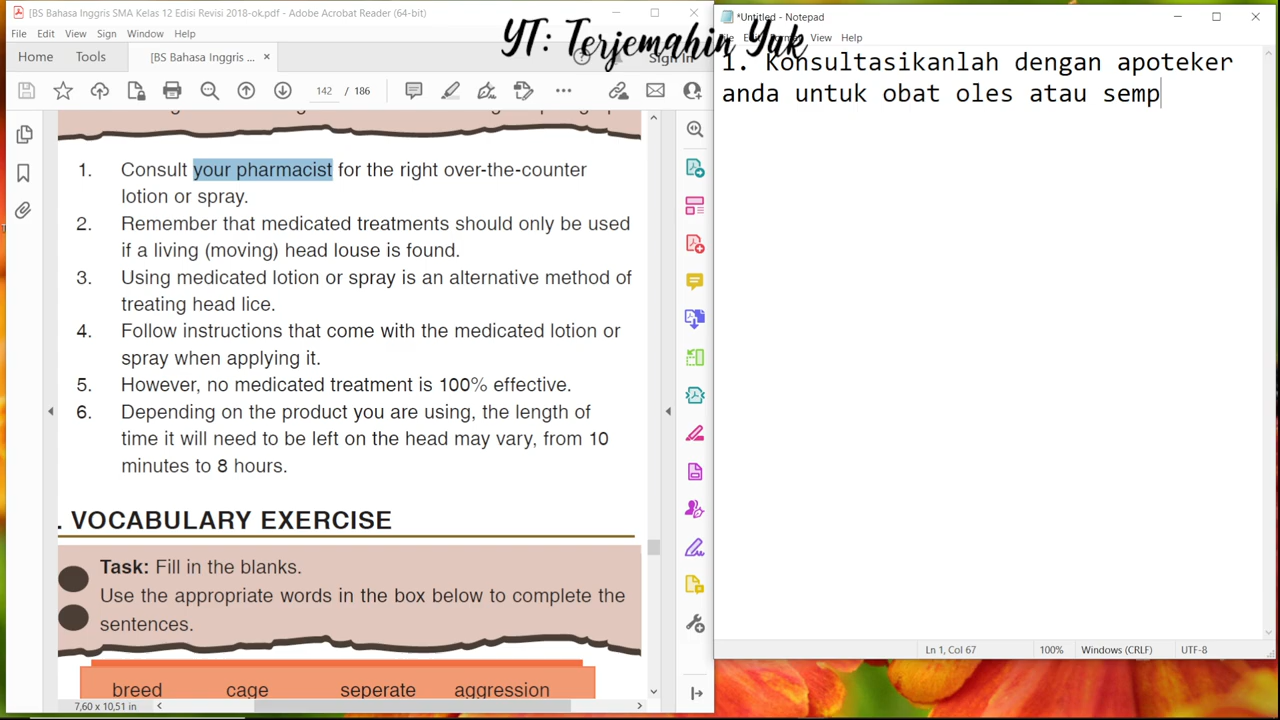 [BS Bahasa Inggris SMA Kelas 12 Edisi Revisi 2018-ok.pdf - Adobe Acrobat Reader (64-bit)
File Edit View Sign Window Help
Home Tools [BS Bahasa Inggris ... × Sign In
142 / 186
1. Consult your pharmacist for the right over-the-counter
lotion or spray.
2. Remember that medicated treatments should only be used
if a living (moving) head louse is found.
3. Using medicated lotion or spray is an alternative method of
treating head lice.
4. Follow instructions that come with the medicated lotion or
spray when applying it.
5. However, no medicated treatment is 100% effective.
6. Depending on the product you are using, the length of
time it will need to be left on the head may vary, from 10
minutes to 8 hours.
. VOCABULARY EXERCISE
Task: Fill in the blanks.
Use the appropriate words in the box below to complete the
sentences.
breed cage seperate aggression
7,60 x 10,51 in
YT: Terjemahin Yuk
*Untitled - Notepad
View Help
1. Konsultasikanlah dengan apoteker
anda untuk obat oles atau semp
Ln 1, Col 67 100% Windows (CRLF) UTF-8